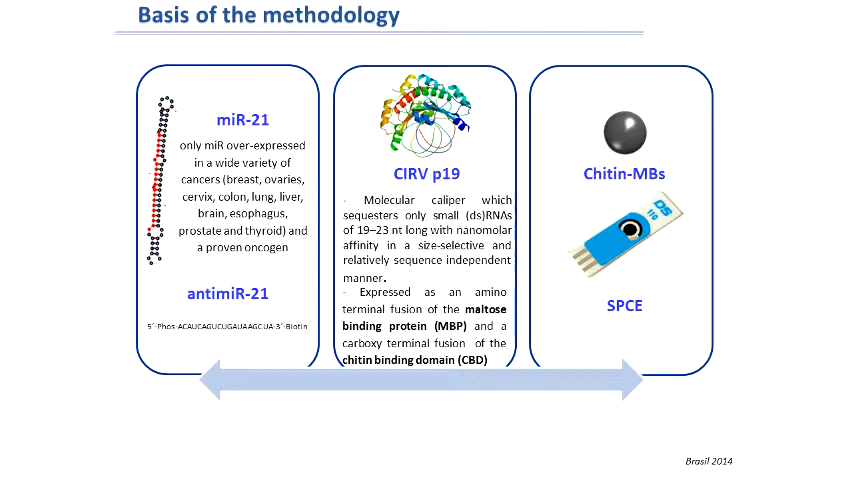 Basis of the methodology
miR-21
only miR over-expressed
in a wide variety of
cancers (breast, ovaries,
cervix, colon, lung, liver,
brain, esophagus,
prostate and thyroid) and
a proven oncogen
antimiR-21
5´-Phos-ACAUCAGUCUGAUAAGCUA-3´-Biotin
CIRV p19
- Molecular caliper which
sequesters only small (ds)RNAs
of 19–23 nt long with nanomolar
affinity in a size-selective and
relatively sequence independent
manner.
- Expressed as an amino
terminal fusion of the maltose
binding protein (MBP) and a
carboxy terminal fusion of the
chitin binding domain (CBD)
Chitin-MBs
DS
110
SPCE
Brasil 2014